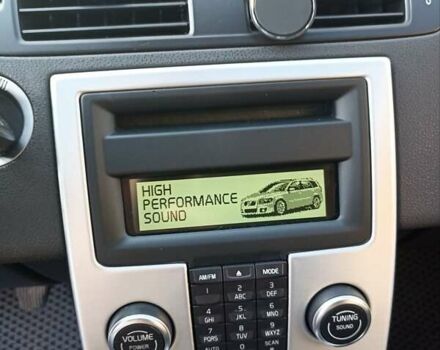 HIGH
PERFORMANCE
SOUND
AM/FM MODE
1 2 ABC 3 DEF
4 GHI 5 JKL 6 MNO
7 PQRS 8 TUV 9 WXYZ
AUTO 0 SCAN
VOLUME
POWER
TUNING
SOUND